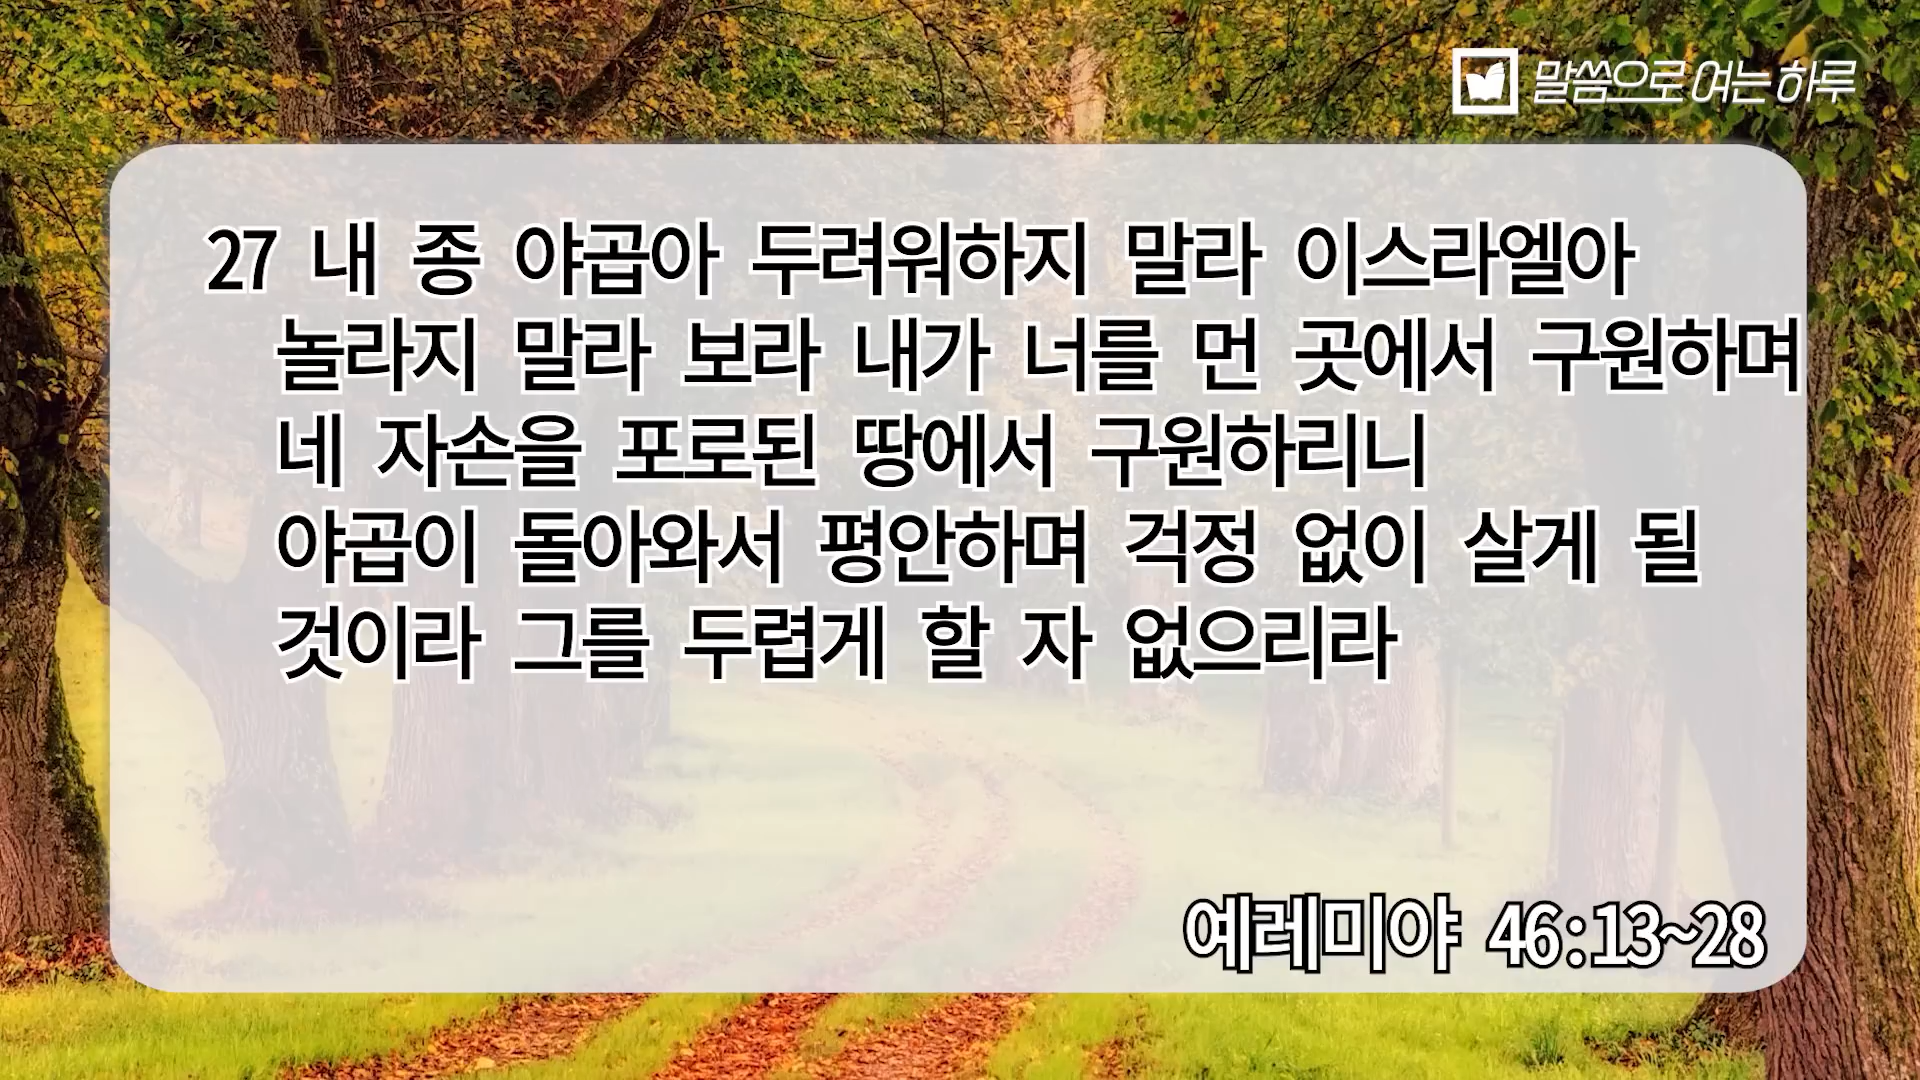 말씀으로 여는 하루
27 내 종 야곱아 두려워하지 말라 이스라엘아
놀라지 말라 보라 내가 너를 먼 곳에서 구원하며
네 자손을 포로된 땅에서 구원하리니
야곱이 돌아와서 평안하며 걱정 없이 살게 될
것이라 그를 두렵게 할 자 없으리라
예레미야 46:13~28